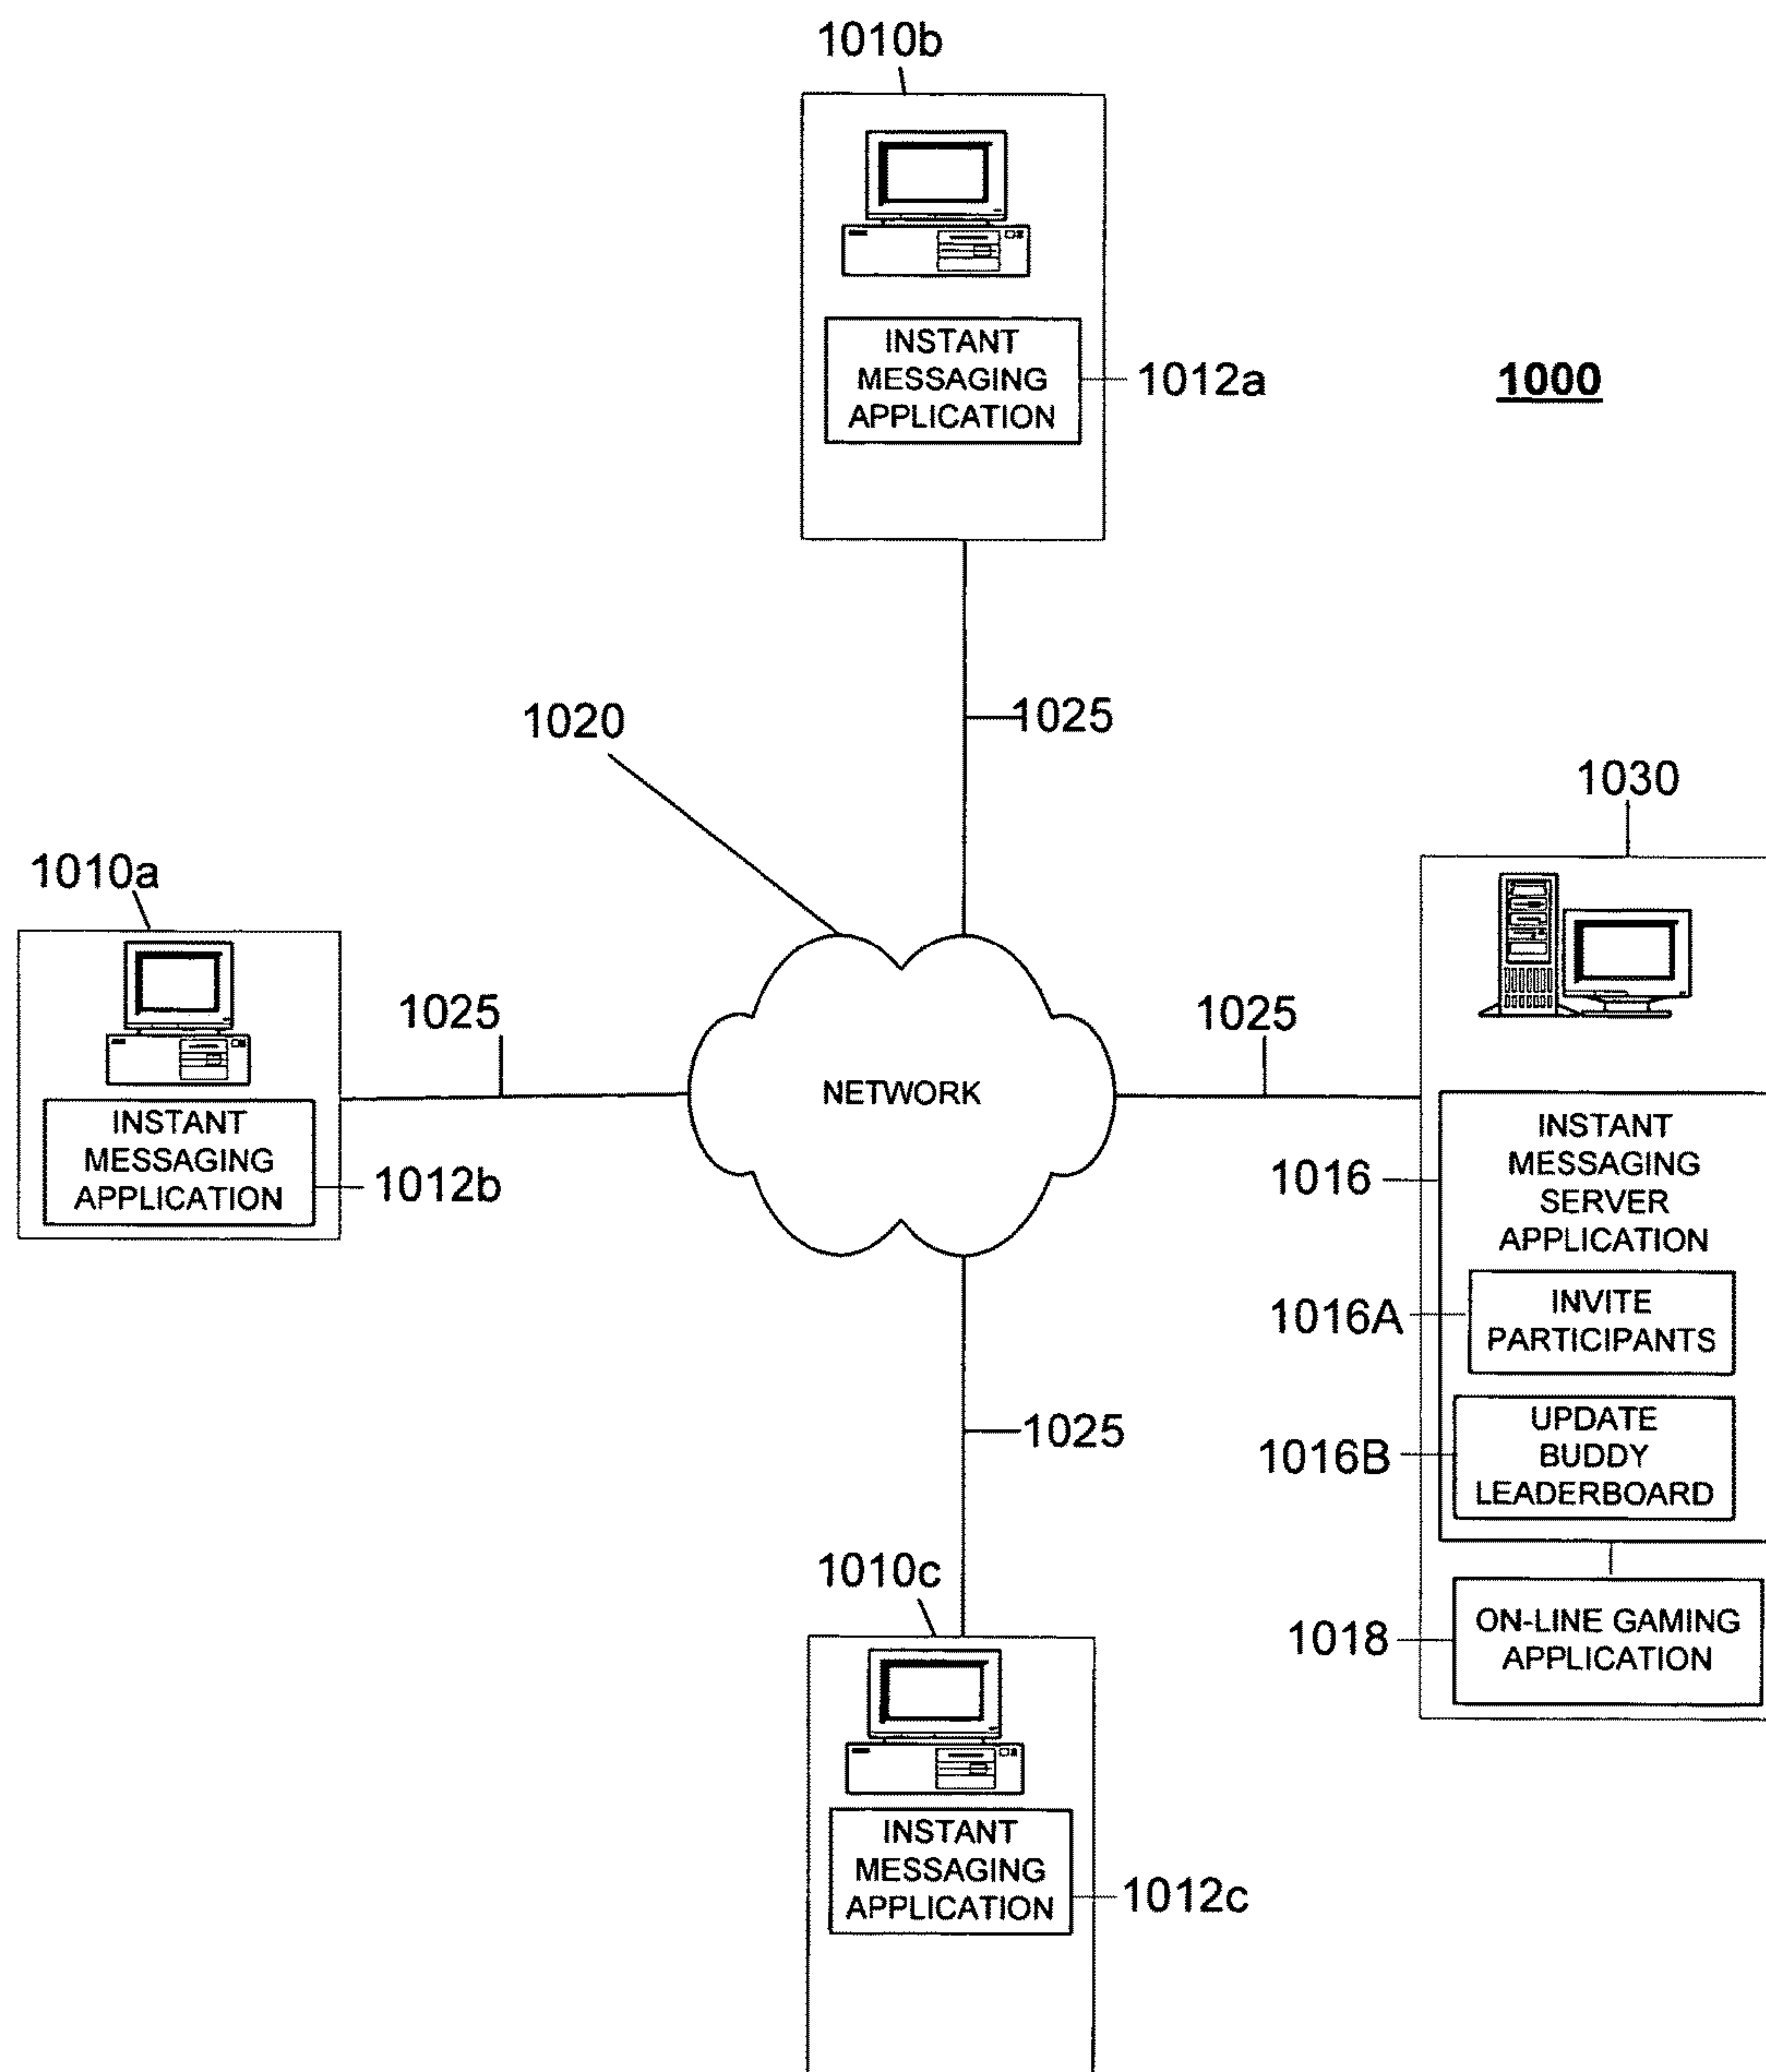 1010b
INSTANT
MESSAGING
APPLICATION
1012a
1000
1020
1025
1030
1010a
INSTANT
MESSAGING
APPLICATION
1012b
1025
NETWORK
1025
1016
INSTANT
MESSAGING
SERVER
APPLICATION
1016A
INVITE
PARTICIPANTS
1016B
UPDATE
BUDDY
LEADERBOARD
1018
ON-LINE GAMING
APPLICATION
1025
1010c
INSTANT
MESSAGING
APPLICATION
1012c